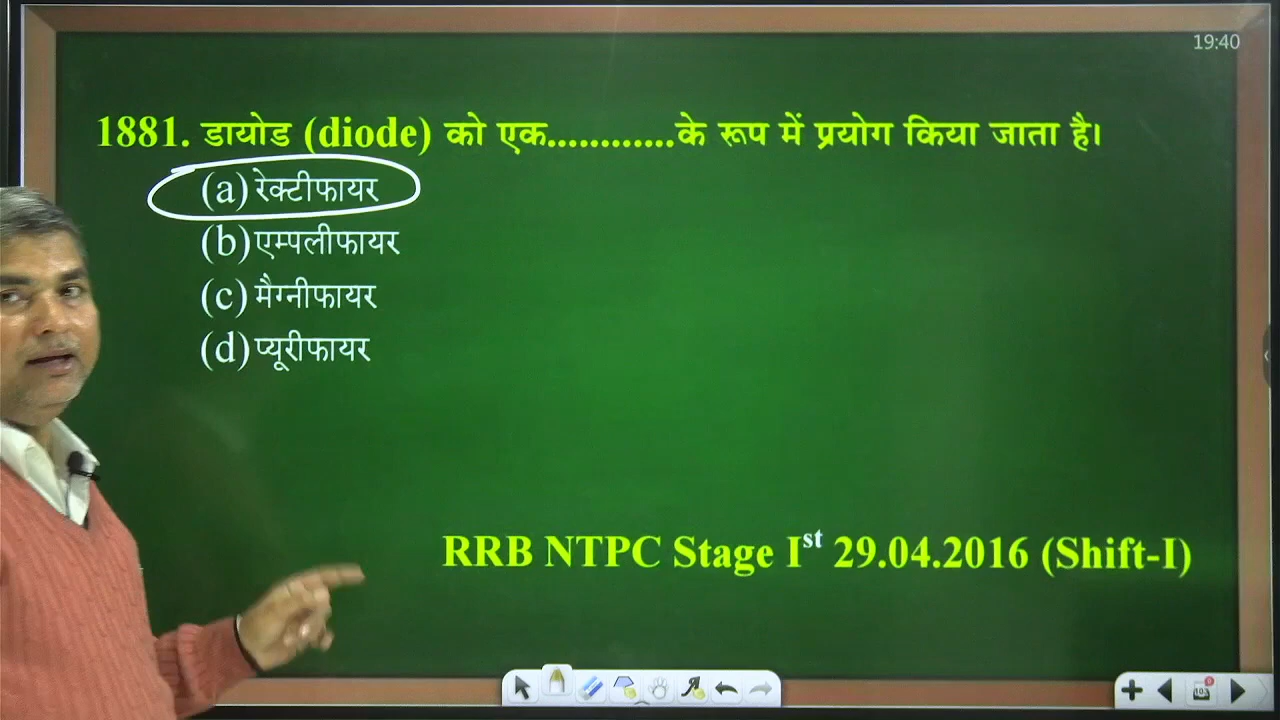 19:40
1881. डायोड (diode) को एक............के रूप में प्रयोग किया जाता है।
(a) रेक्टीफायर
(b) एम्पलीफायर
(c) मैग्नीफायर
(d) प्यूरीफायर
RRB NTPC Stage Ist 29.04.2016 (Shift-I)